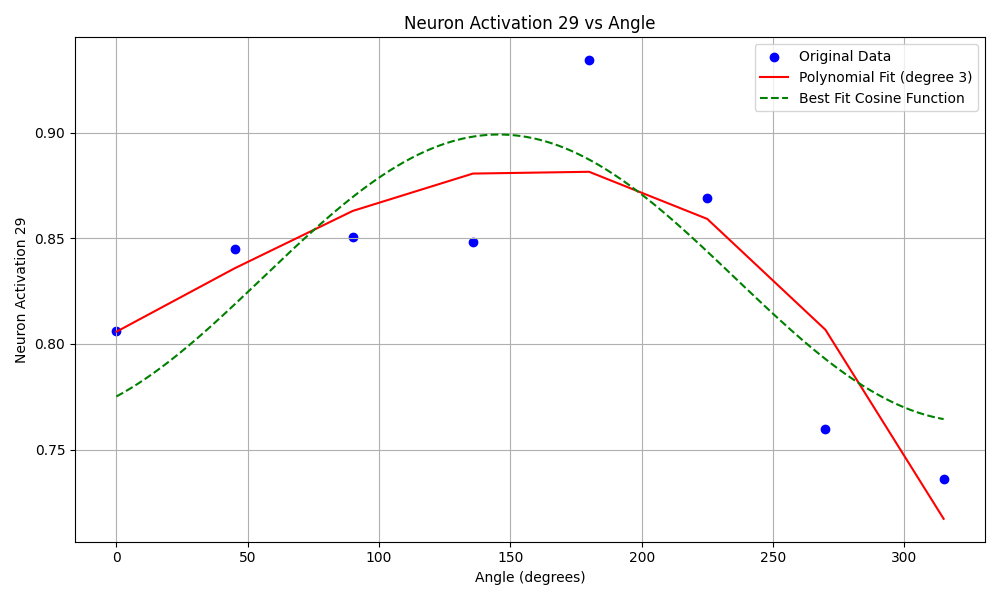 Neuron Activation 29 vs Angle
Original Data
Polynomial Fit (degree 3)
Best Fit Cosine Function
Neuron Activation 29
0.90
0.85
0.80
0.75
0
50
100
150
200
250
300
Angle (degrees)